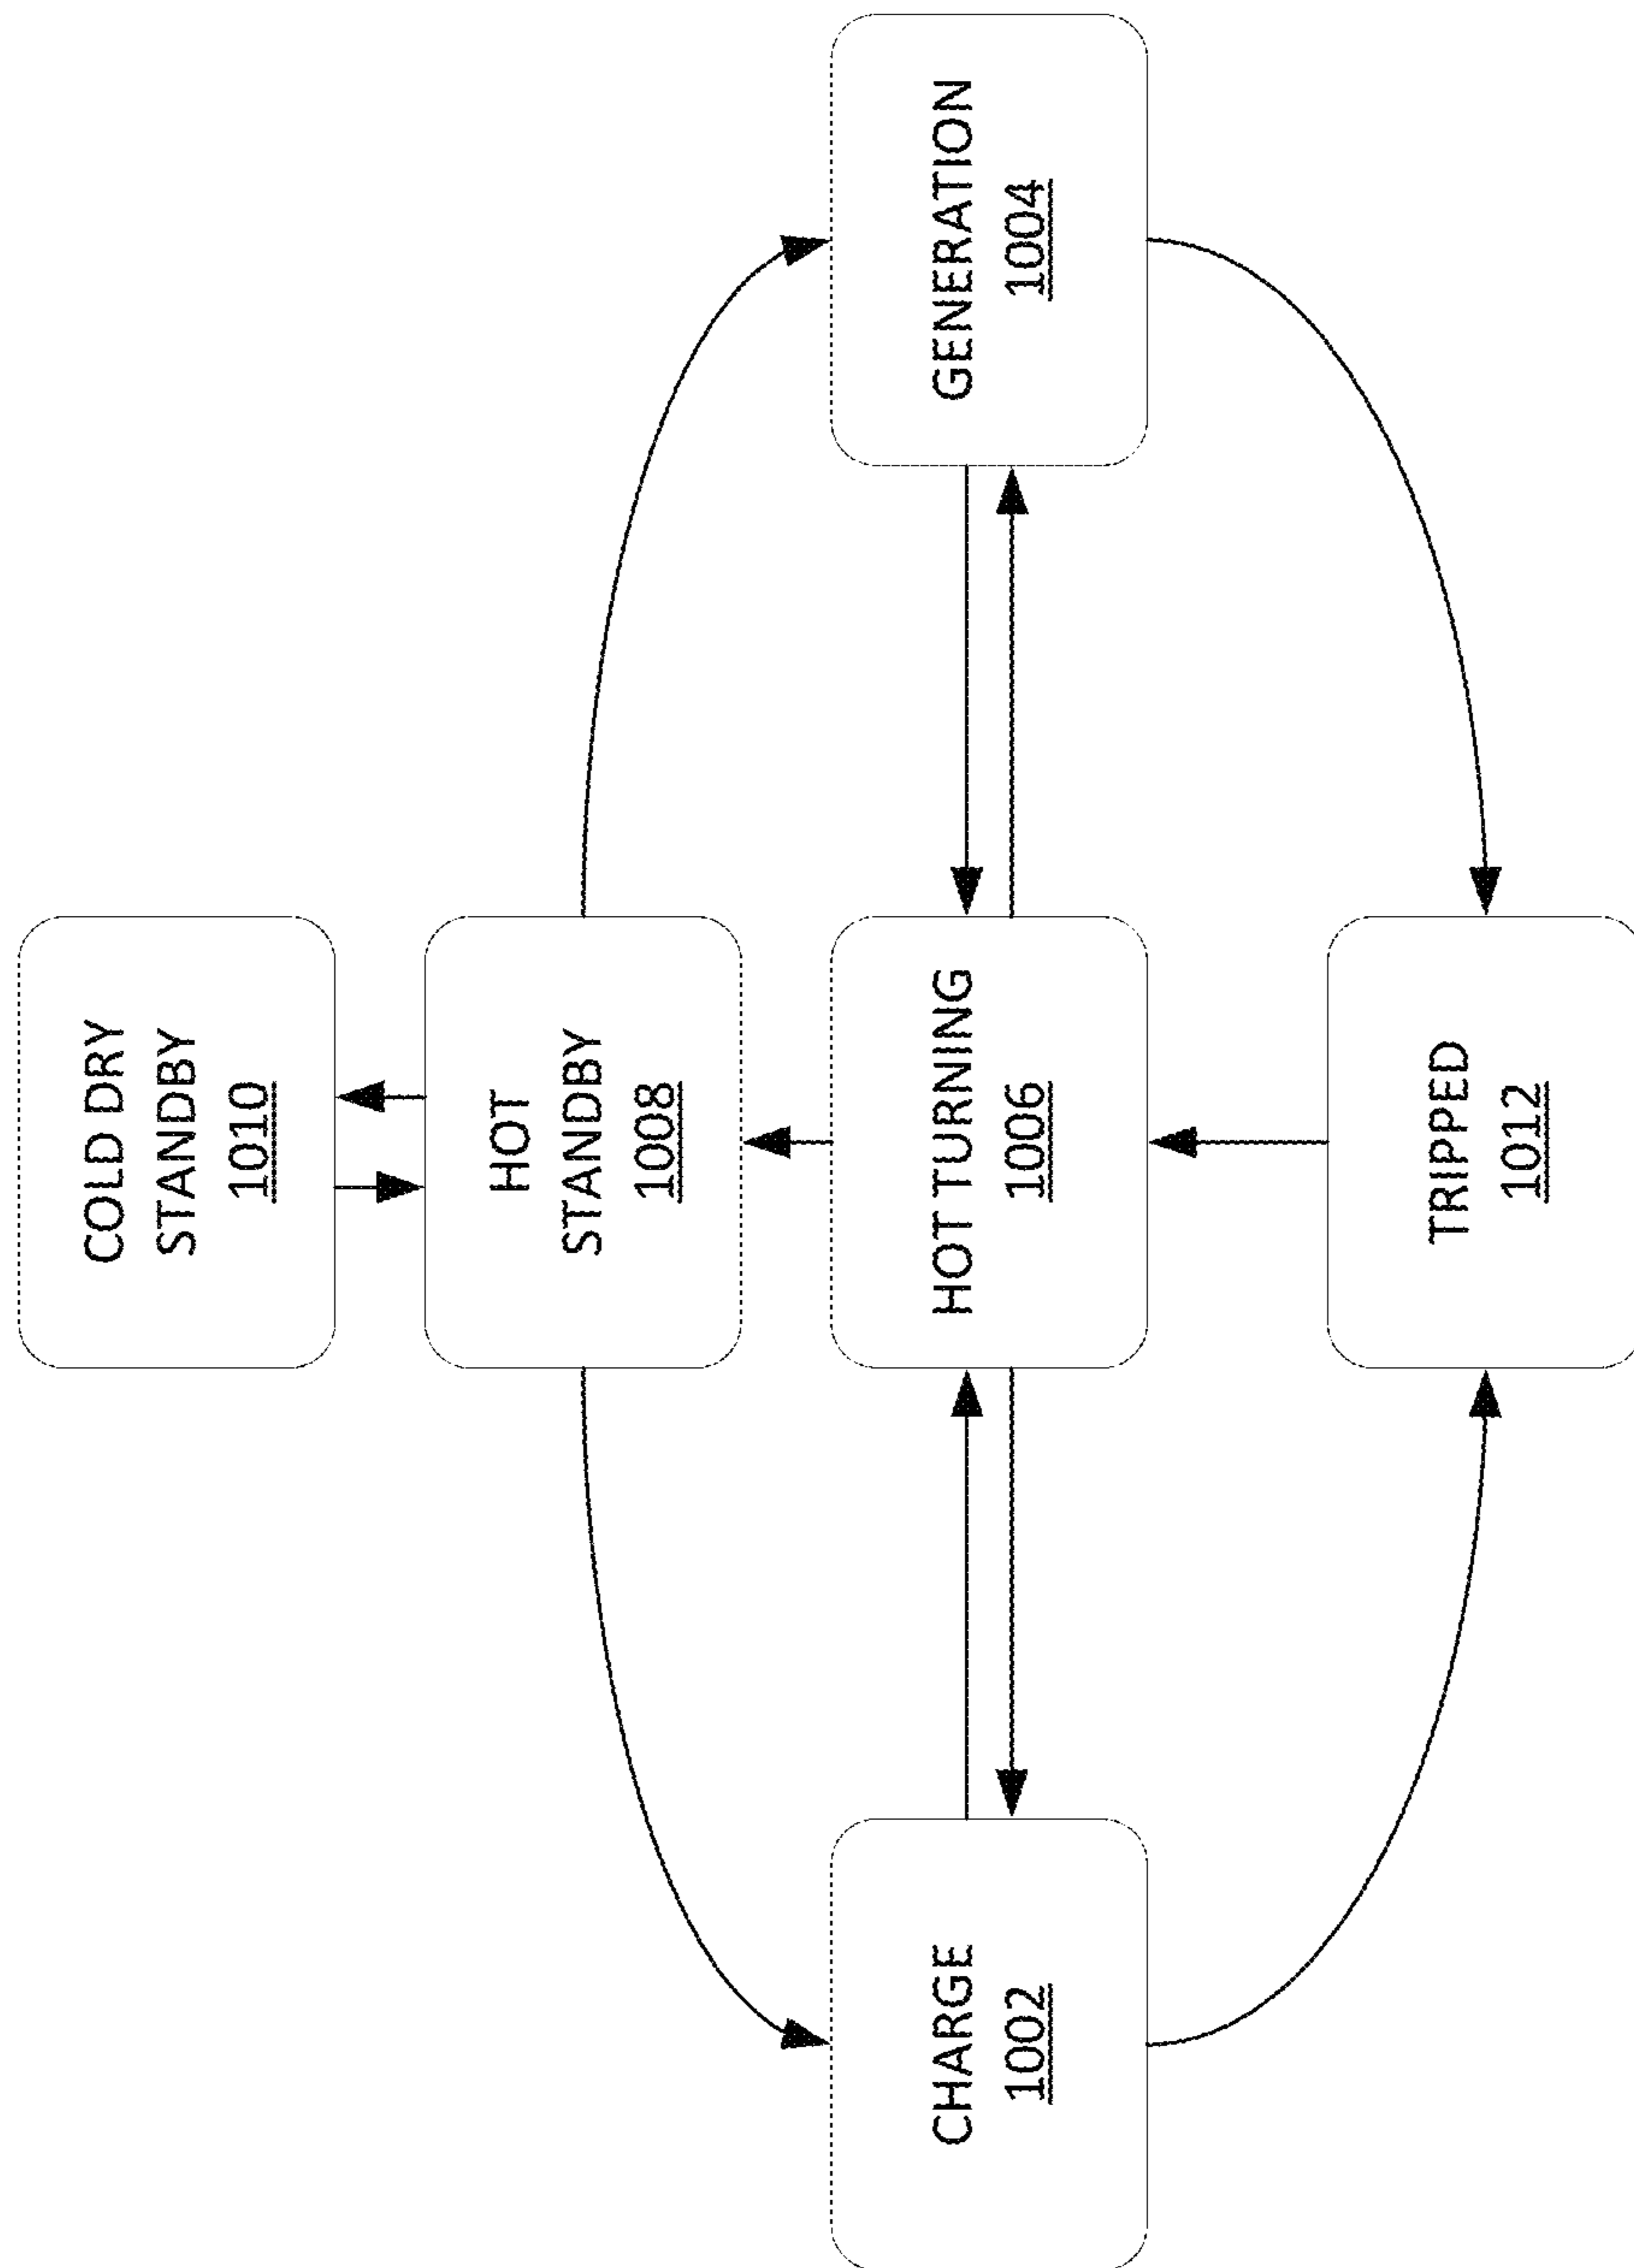 COLD DRY
STANDBY
1010
HOT
STANDBY
1008
CHARGE
1002
HOT TURNING
1006
GENERATION
1004
TRIPPED
1012